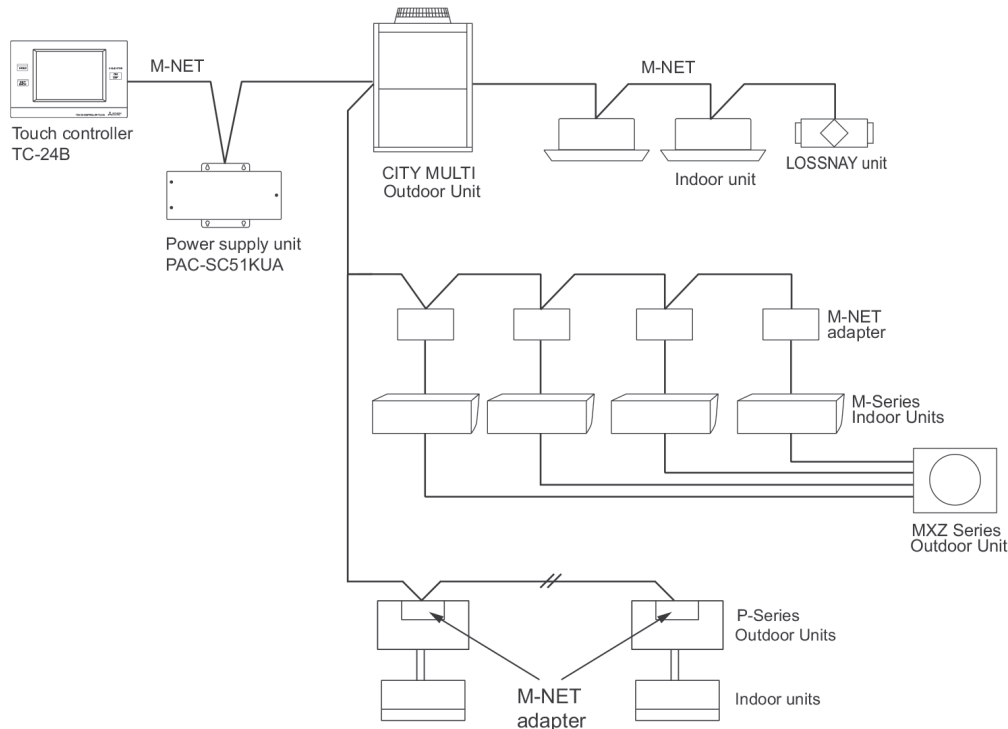 M-NET
M-NET
Touch controller
TC-24B
CITY MULTI
Outdoor Unit
Indoor unit
LOSSNAY unit
Power supply unit
PAC-SC51KUA
M-NET
adapter
M-Series
Indoor Units
MXZ Series
Outdoor Unit
P-Series
Outdoor Units
M-NET
adapter
Indoor units